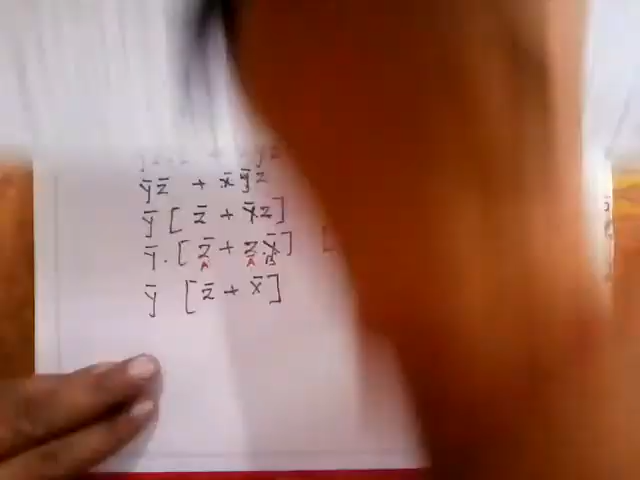 ȳz̄ + x̄ȳz
ȳ [ z̄ + x̄z ]
ȳ . [ z̄ + z.x̄ ] [
A A B
ȳ [ z̄ + x̄ ]